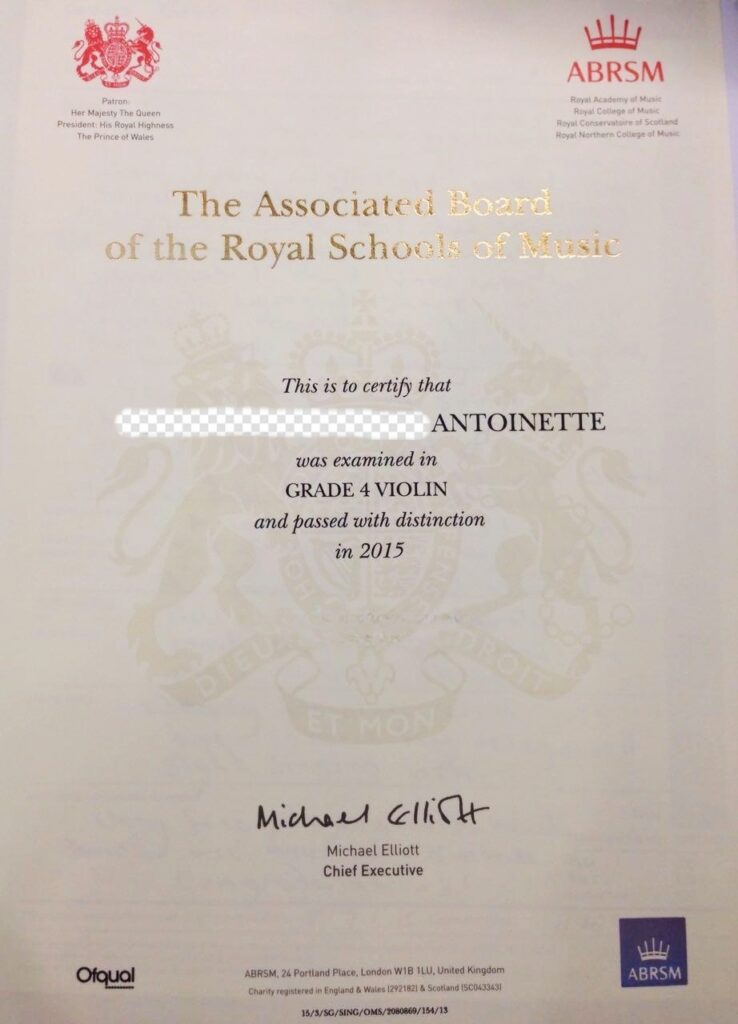 Patron:
Her Majesty The Queen
President: His Royal Highness
The Prince of Wales
ABRSM
Royal Academy of Music
Royal College of Music
Royal Conservatoire of Scotland
Royal Northern College of Music
The Associated Board
of the Royal Schools of Music
This is to certify that
ANTOINETTE
was examined in
GRADE 4 VIOLIN
and passed with distinction
in 2015
DIEU ET MON DROIT
Michael Elliott
Michael Elliott
Chief Executive
Ofqual
ABRSM, 24 Portland Place, London W1B 1LU, United Kingdom
Charity registered in England & Wales (292182) & Scotland (SC043343)
15/3/SG/SING/OMS/2080869/154/13
ABRSM